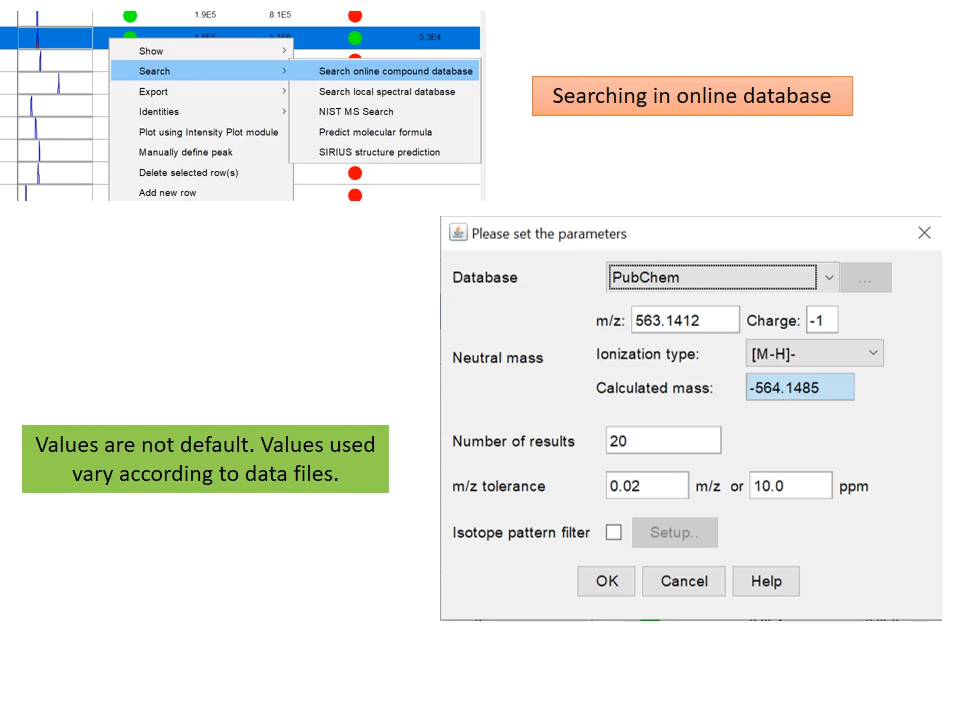 1.9E5 8.1E5
1.5E5 1.1E6 5.3E4
Show
Search
Export
Identities
Plot using Intensity Plot module
Manually define peak
Delete selected row(s)
Add new row
Search online compound database
Search local spectral database
NIST MS Search
Predict molecular formula
SIRIUS structure prediction
Searching in online database
Please set the parameters
Database PubChem ...
m/z: 563.1412 Charge: -1
Neutral mass Ionization type: [M-H]-
Calculated mass: -564.1485
Number of results 20
m/z tolerance 0.02 m/z or 10.0 ppm
Isotope pattern filter Setup..
OK Cancel Help
Values are not default. Values used
vary according to data files.